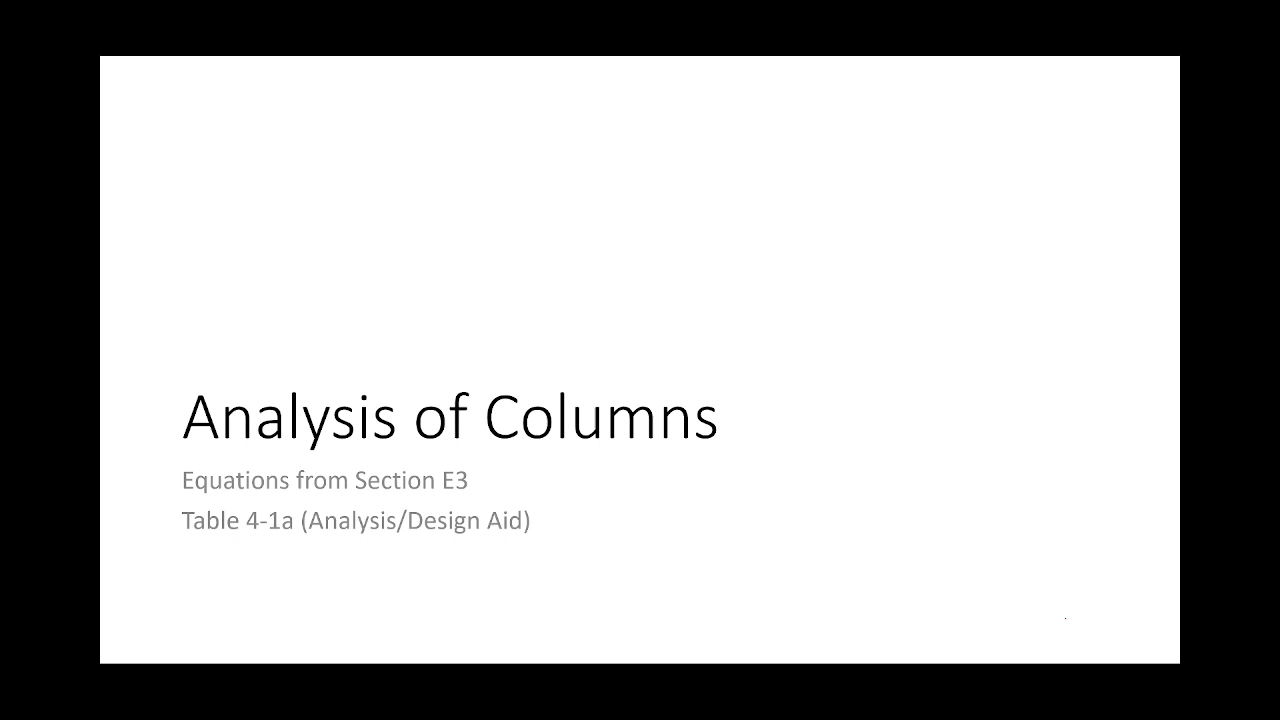 Analysis of Columns
Equations from Section E3
Table 4-1a (Analysis/Design Aid)